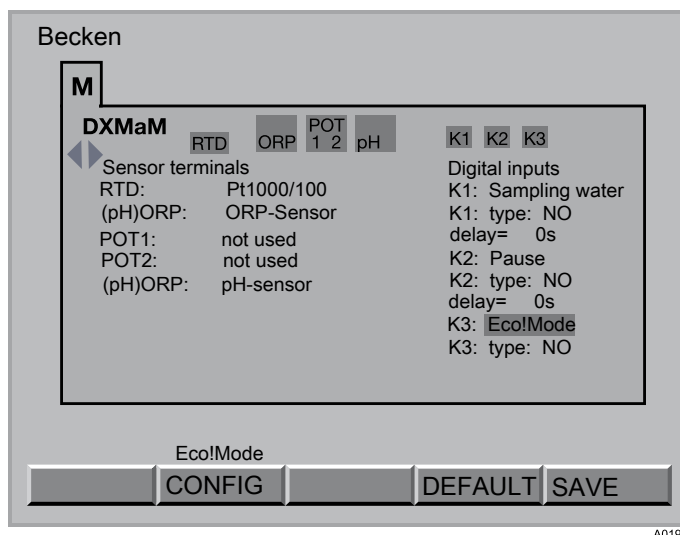 Becken
M
DXMaM
RTD ORP POT 1 2 pH
K1 K2 K3
Sensor terminals
RTD: Pt1000/100
(pH)ORP: ORP-Sensor
POT1: not used
POT2: not used
(pH)ORP: pH-sensor
Digital inputs
K1: Sampling water
K1: type: NO
delay= 0s
K2: Pause
K2: type: NO
delay= 0s
K3: Eco!Mode
K3: type: NO
Eco!Mode
CONFIG DEFAULT SAVE